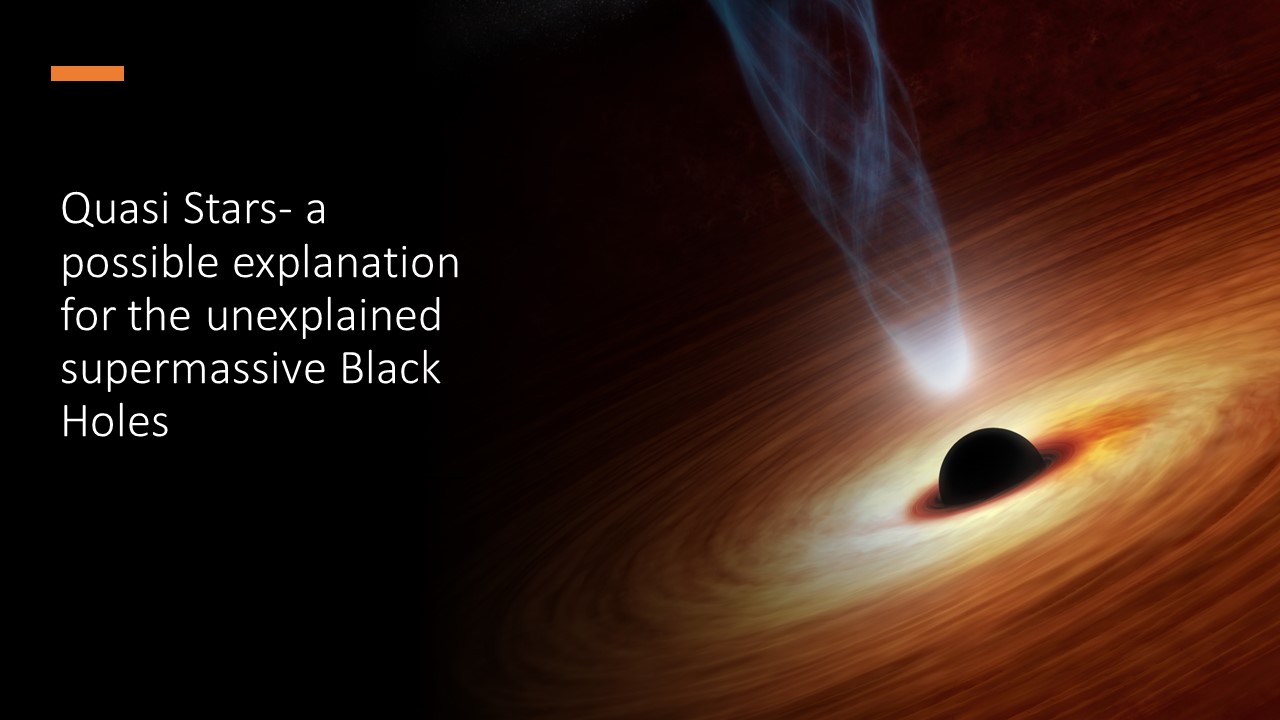 Quasi Stars- a
possible explanation
for the unexplained
supermassive Black
Holes